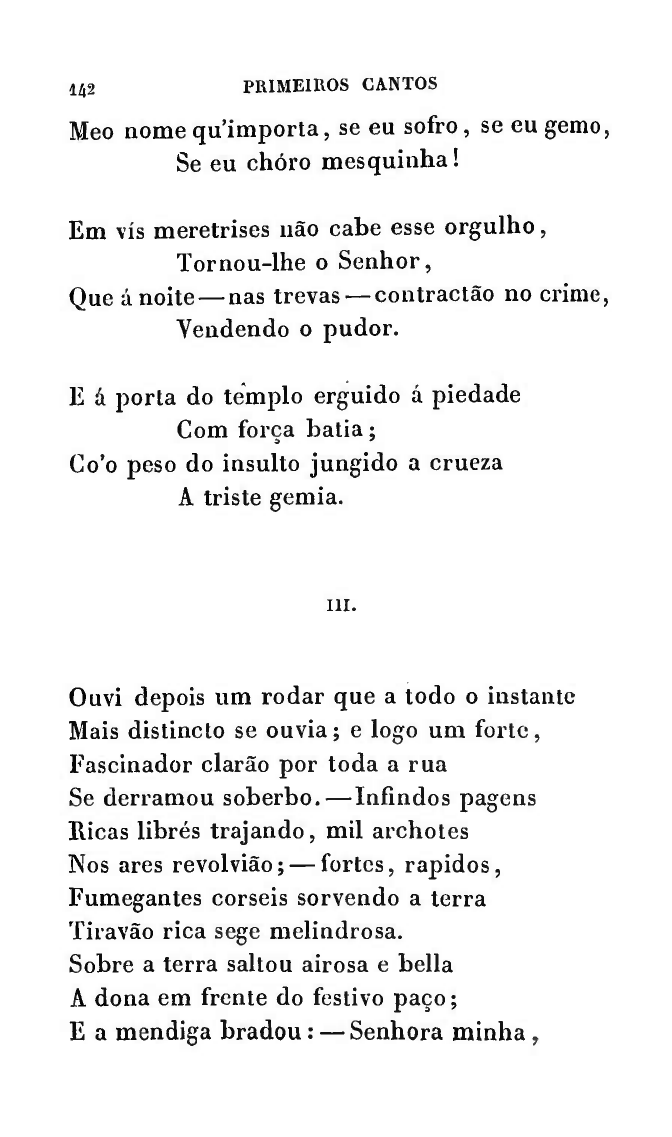 142 PRIMEIROS CANTOS
Meo nome qu'importa, se eu sofro, se eu gemo,
Se eu chóro mesquinha!
Em vís meretrises não cabe esse orgulho,
Tornou-lhe o Senhor,
Que á noite—nas trevas—contractão no crime,
Vendendo o pudor.
E á porta do templo erguido á piedade
Com força batia;
Co'o peso do insulto jungido a crueza
A triste gemia.
III.
Ouvi depois um rodar que a todo o instante
Mais distincto se ouvia; e logo um forte,
Fascinador clarão por toda a rua
Se derramou soberbo.—Infindos pagens
Ricas librés trajando, mil archotes
Nos ares revolvião;—fortes, rapidos,
Fumegantes corseis sorvendo a terra
Tiravão rica sege melindrosa.
Sobre a terra saltou airosa e bella
A dona em frente do festivo paço;
E a mendiga bradou:—Senhora minha,